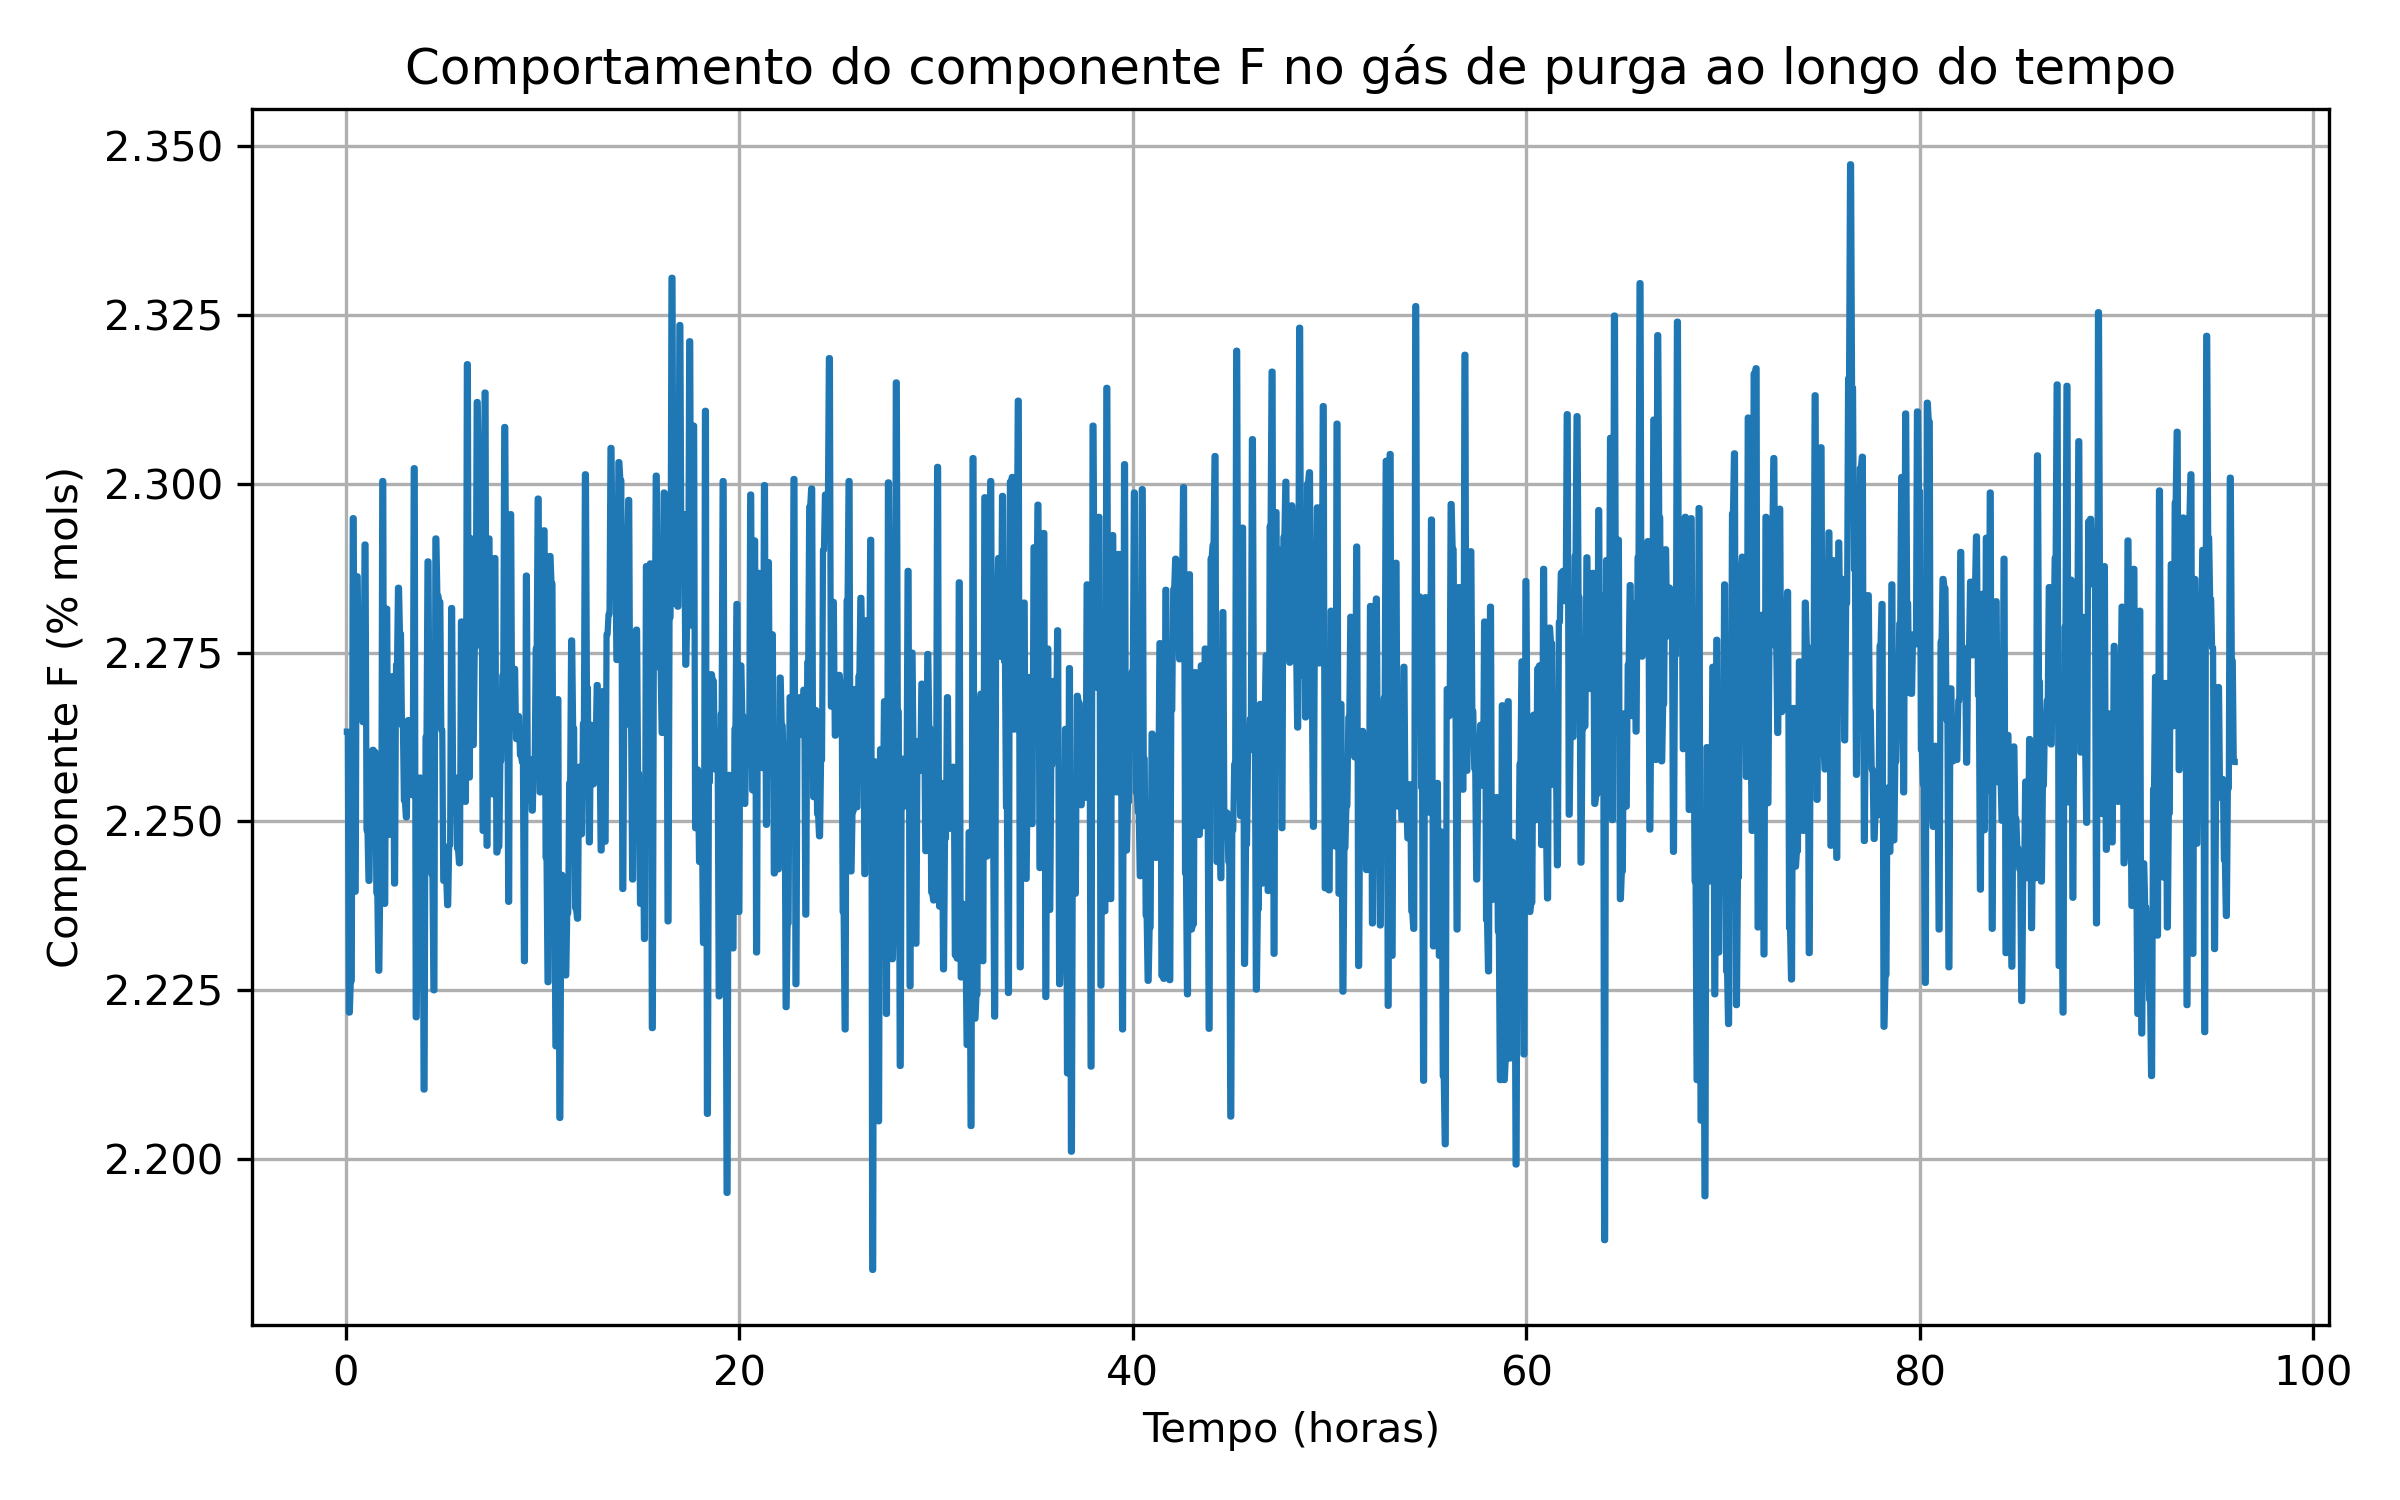 Comportamento do componente F no gás de purga ao longo do tempo
Componente F (% mols)
2.350
2.325
2.300
2.275
2.250
2.225
2.200
0 20 40 60 80 100
Tempo (horas)